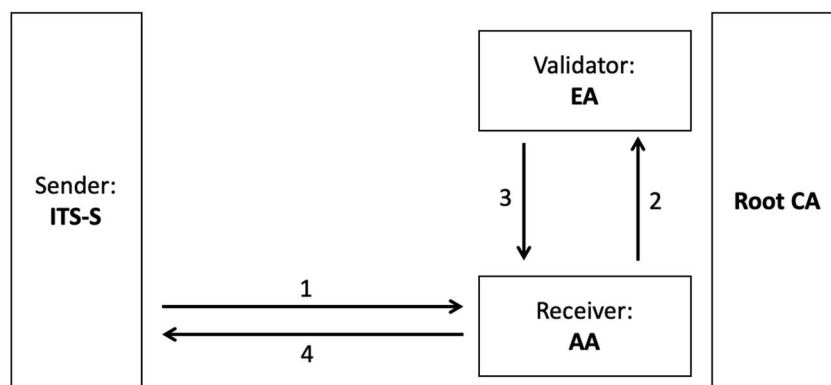 Validator:
EA
Sender:
ITS-S
3
2
Root CA
1
Receiver:
AA
4